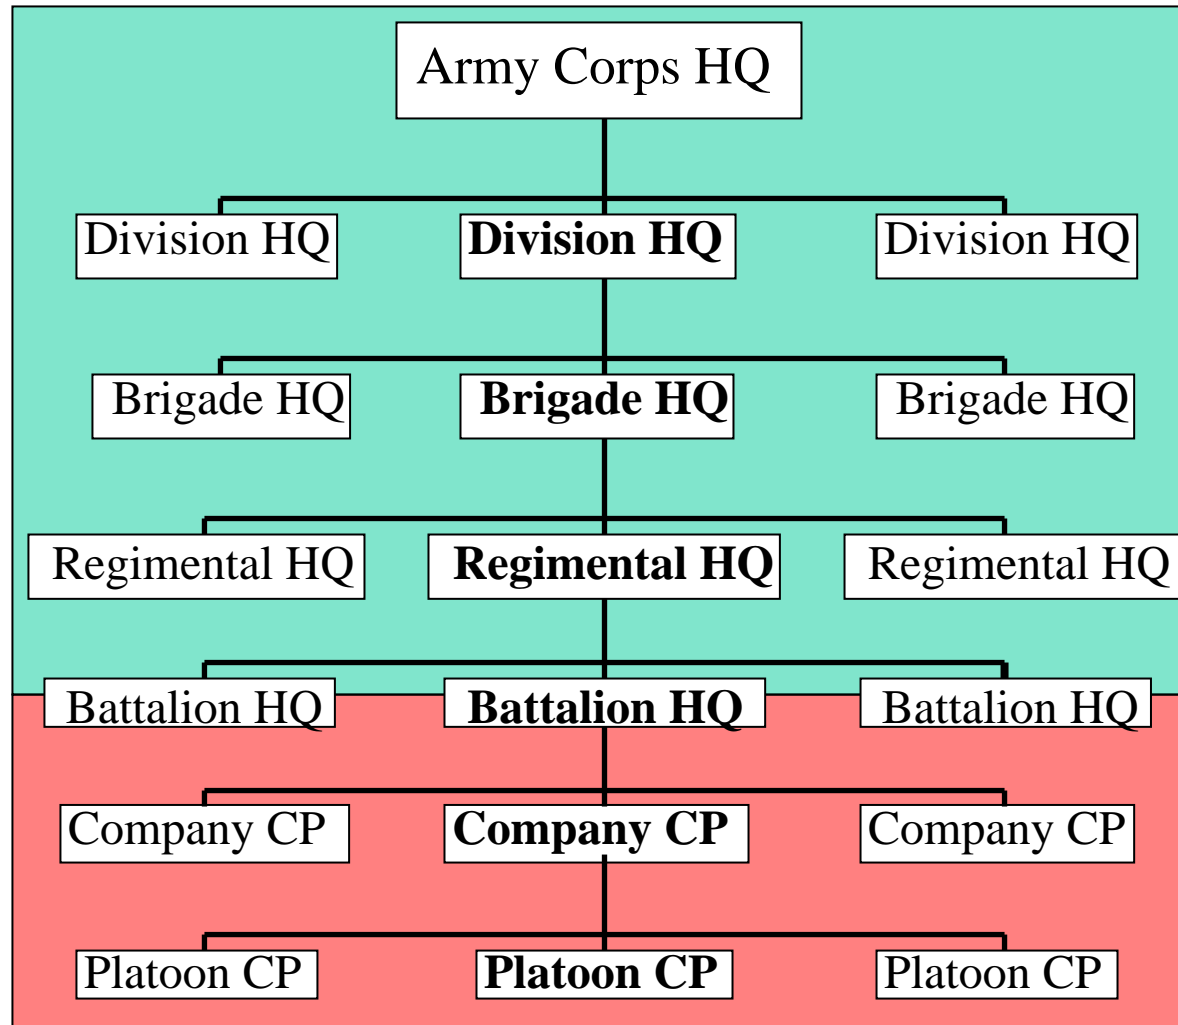 Army Corps HQ
Division HQ
Division HQ
Division HQ
Brigade HQ
Brigade HQ
Brigade HQ
Regimental HQ
Regimental HQ
Regimental HQ
Battalion HQ
Battalion HQ
Battalion HQ
Company CP
Company CP
Company CP
Platoon CP
Platoon CP
Platoon CP